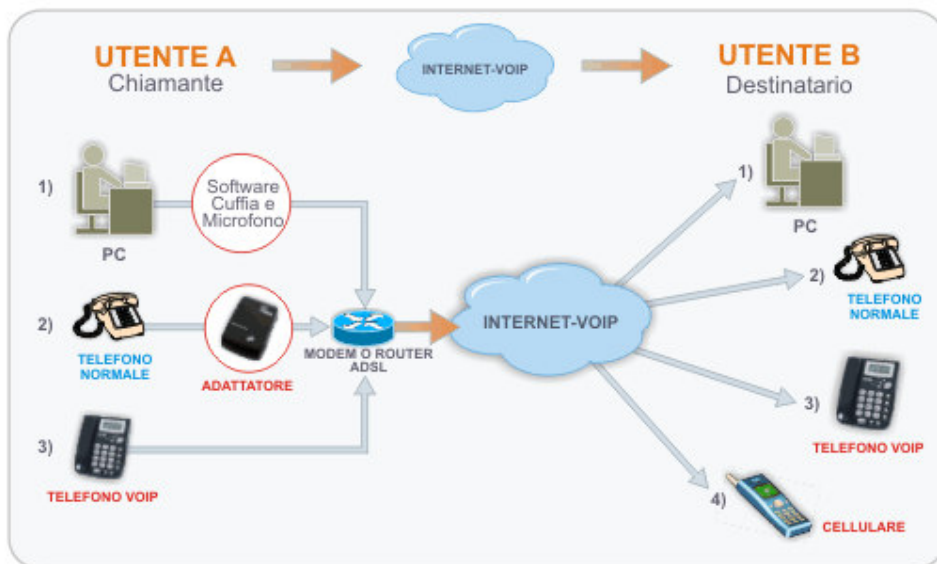 UTENTE A
Chiamante
INTERNET-VOIP
UTENTE B
Destinatario
1)
PC
Software
Cuffia e
Microfono
2)
TELEFONO
NORMALE
ADATTATORE
MODEM O ROUTER
ADSL
3)
TELEFONO VOIP
INTERNET-VOIP
1)
PC
2)
TELEFONO
NORMALE
3)
TELEFONO VOIP
4)
CELLULARE